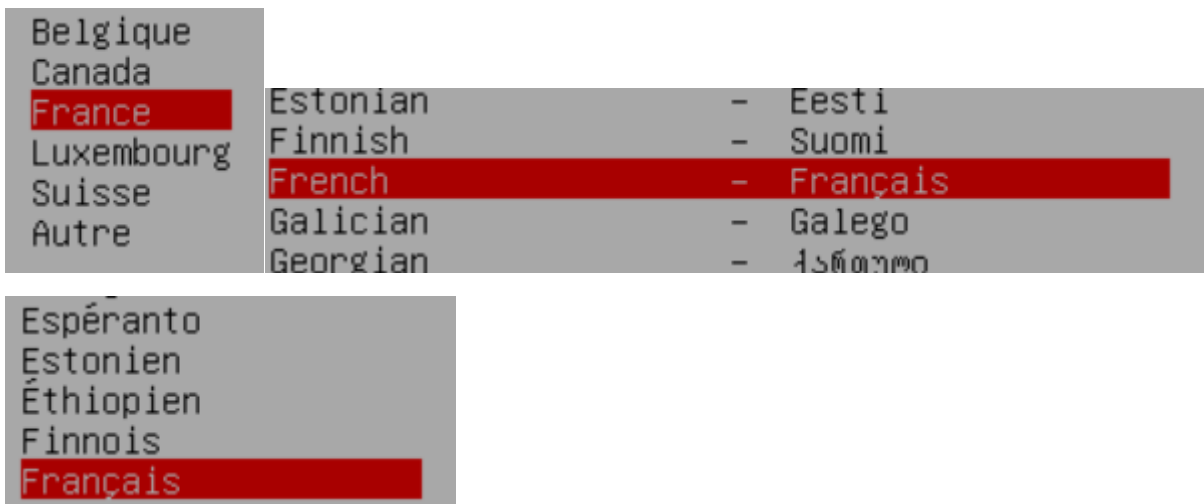 Belgique
Canada
France
Luxembourg
Suisse
Autre
Estonian - Eesti
Finnish - Suomi
French - Français
Galician - Galego
Georgian - ქართული
Espéranto
Estonien
Éthiopien
Finnois
Français